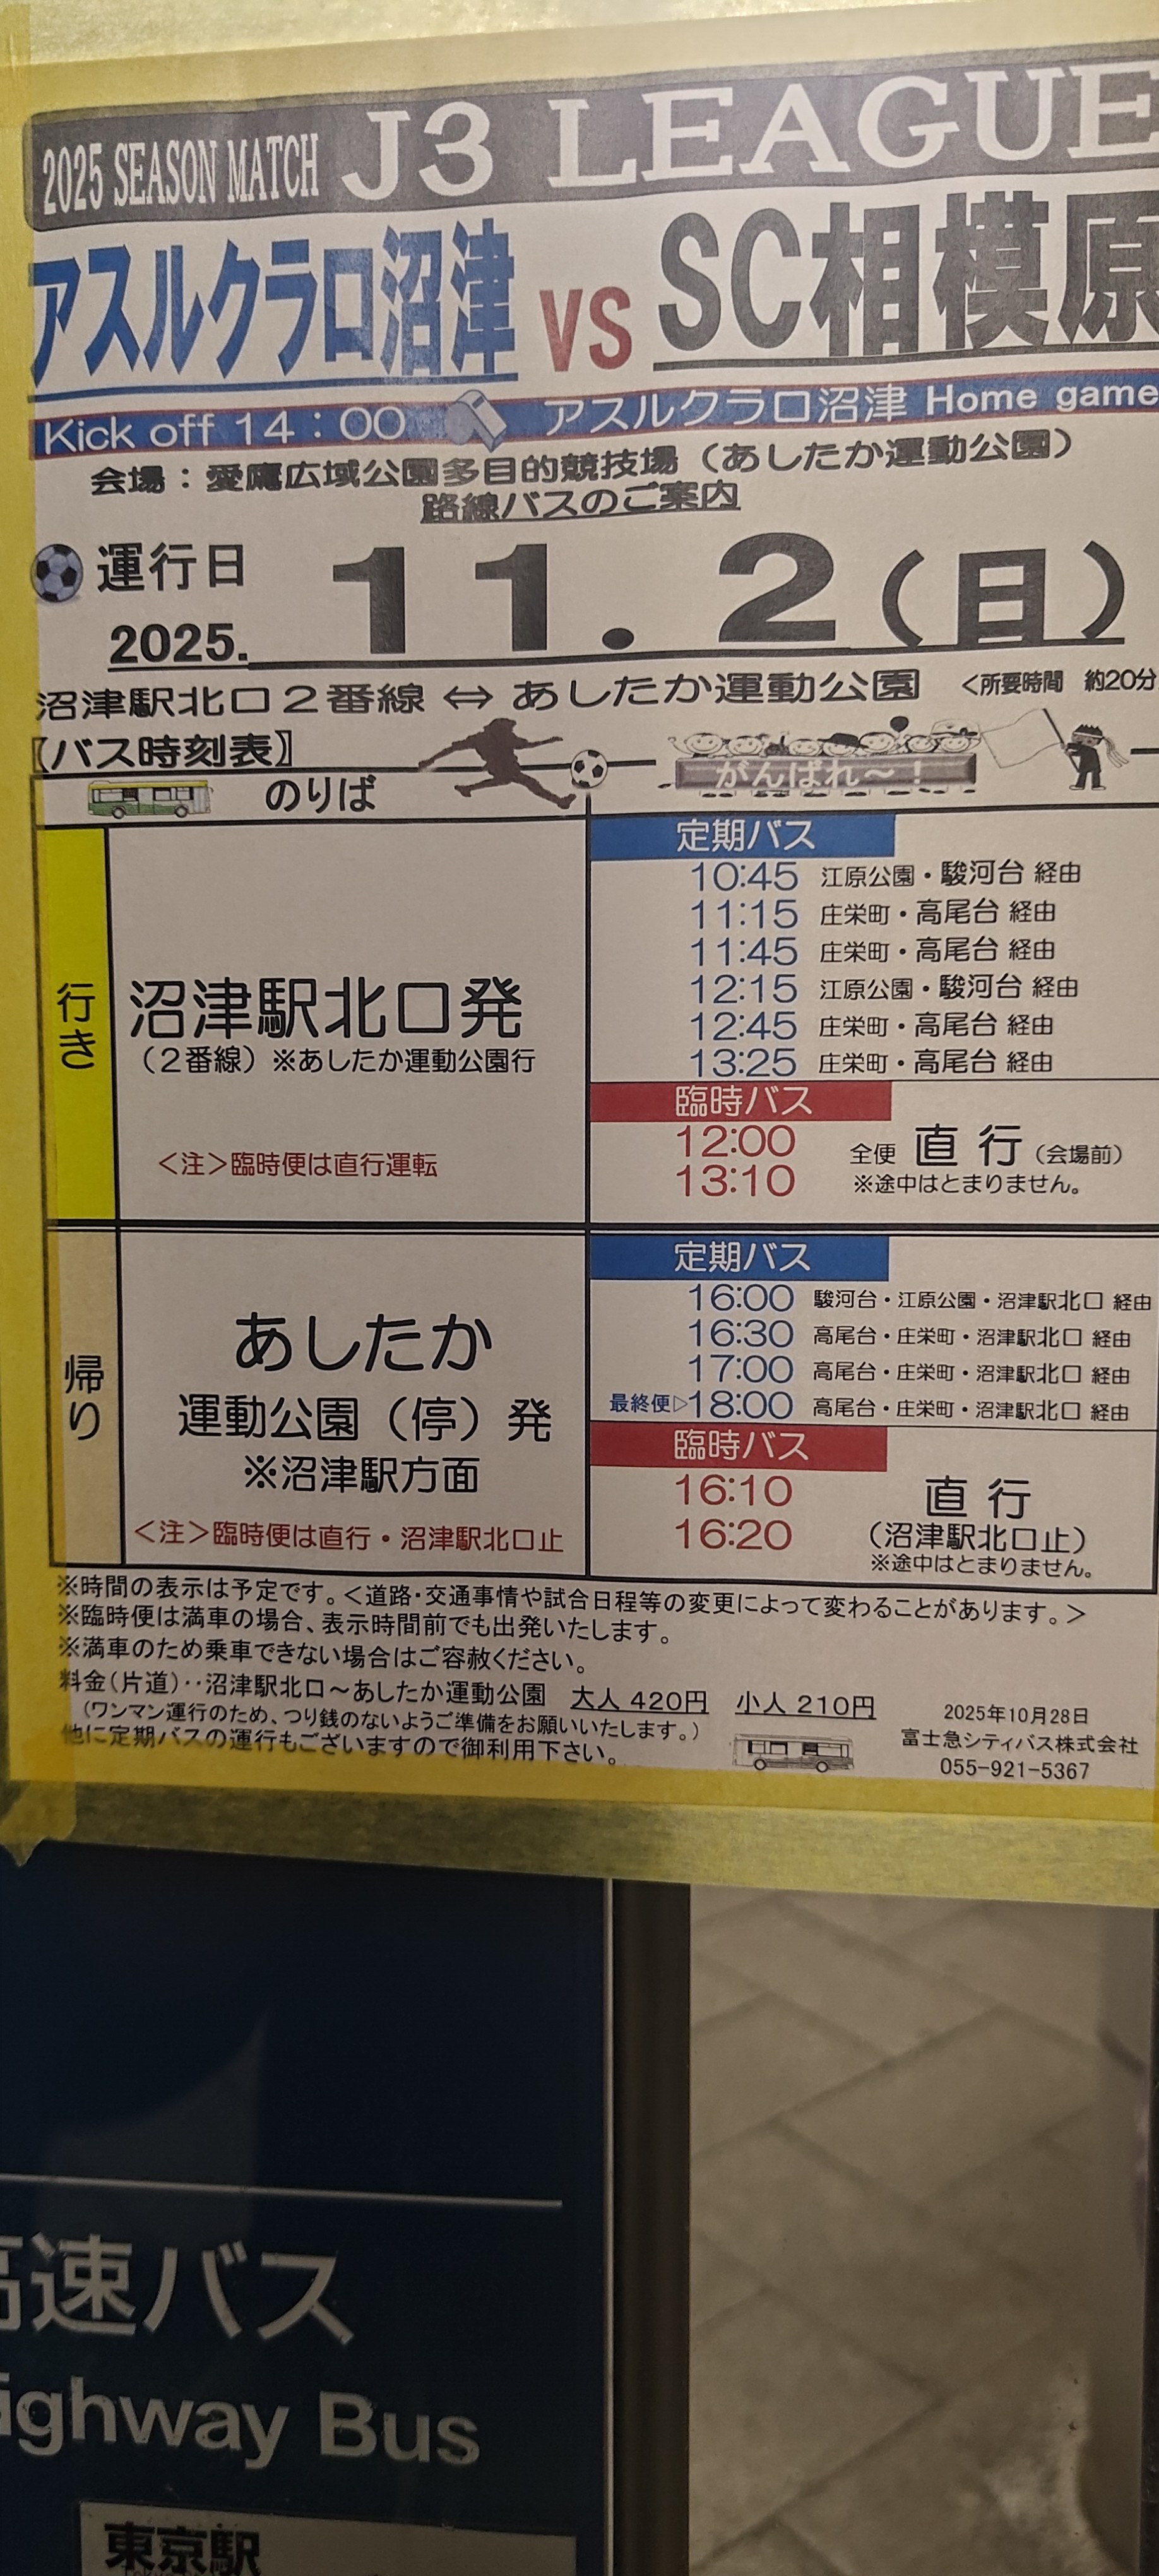 2025 SEASON MATCH J3 LEAGUE
アスルクラロ沼津 VS SC相模原
Kick off 14:00 アスルクラロ沼津 Home game
会場：愛鷹広域公園多目的競技場（あしたか運動公園）
路線バスのご案内
運行日
2025. 11.2(日)
沼津駅北口２番線 ⇔ あしたか運動公園 <所要時間 約20分
【バス時刻表】
がんばれ～！
のりば
行き
沼津駅北口発
（２番線）※あしたか運動公園行
＜注＞臨時便は直行運転
定期バス
10:45 江原公園・駿河台 経由
11:15 庄栄町・高尾台 経由
11:45 庄栄町・高尾台 経由
12:15 江原公園・駿河台 経由
12:45 庄栄町・高尾台 経由
13:25 庄栄町・高尾台 経由
臨時バス
12:00
13:10
全便 直行（会場前）
※途中はとまりません。
帰り
あしたか
運動公園（停）発
※沼津駅方面
＜注＞臨時便は直行・沼津駅北口止
定期バス
16:00 駿河台・江原公園・沼津駅北口 経由
16:30 高尾台・庄栄町・沼津駅北口 経由
17:00 高尾台・庄栄町・沼津駅北口 経由
最終便▷18:00 高尾台・庄栄町・沼津駅北口 経由
臨時バス
16:10
16:20
直行
（沼津駅北口止）
※途中はとまりません。
※時間の表示は予定です。＜道路・交通事情や試合日程等の変更によって変わることがあります。＞
※臨時便は満車の場合、表示時間前でも出発いたします。
※満車のため乗車できない場合はご容赦ください。
料金（片道）‥沼津駅北口～あしたか運動公園 大人 420円 小人 210円
（ワンマン運行のため、つり銭のないようご準備をお願いいたします。）
他に定期バスの運行もございますので御利用下さい。
2025年10月28日
富士急シティバス株式会社
055-921-5367
高速バス
ighway Bus
東京駅